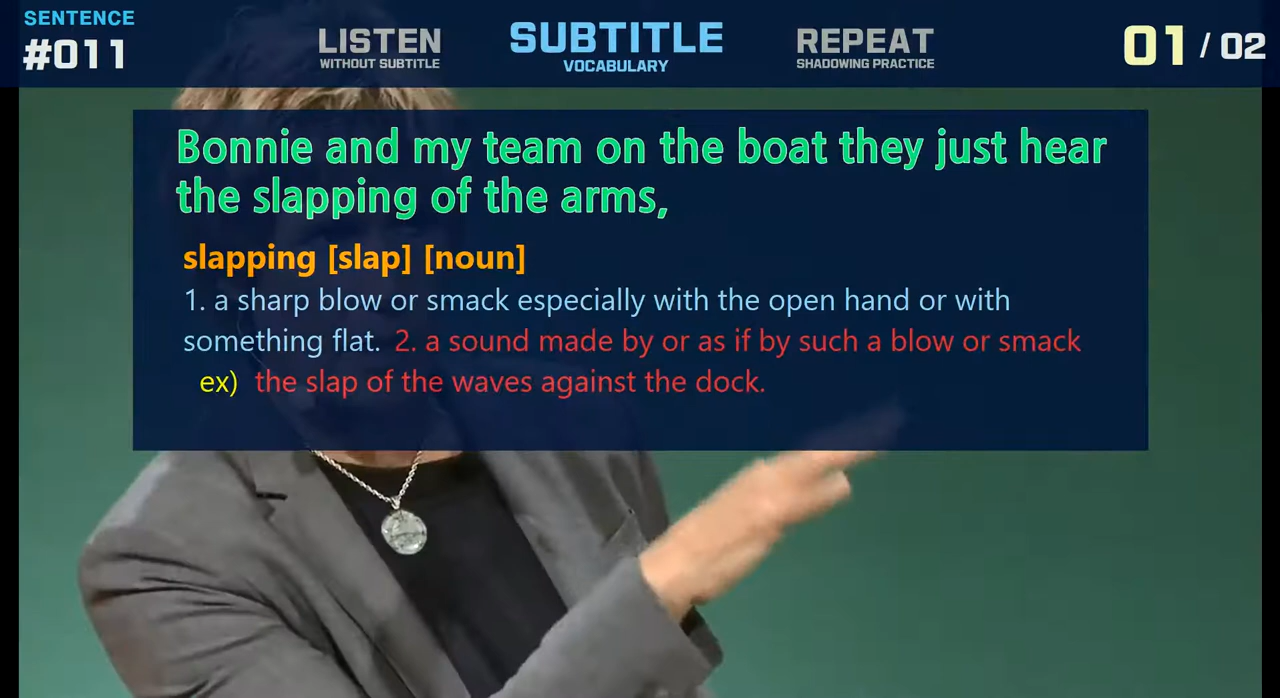 SENTENCE
#011
LISTEN
WITHOUT SUBTITLE
SUBTITLE
VOCABULARY
REPEAT
SHADOWING PRACTICE
01 / 02
Bonnie and my team on the boat they just hear
the slapping of the arms,
slapping [slap] [noun]
1. a sharp blow or smack especially with the open hand or with
something flat. 2. a sound made by or as if by such a blow or smack
ex) the slap of the waves against the dock.